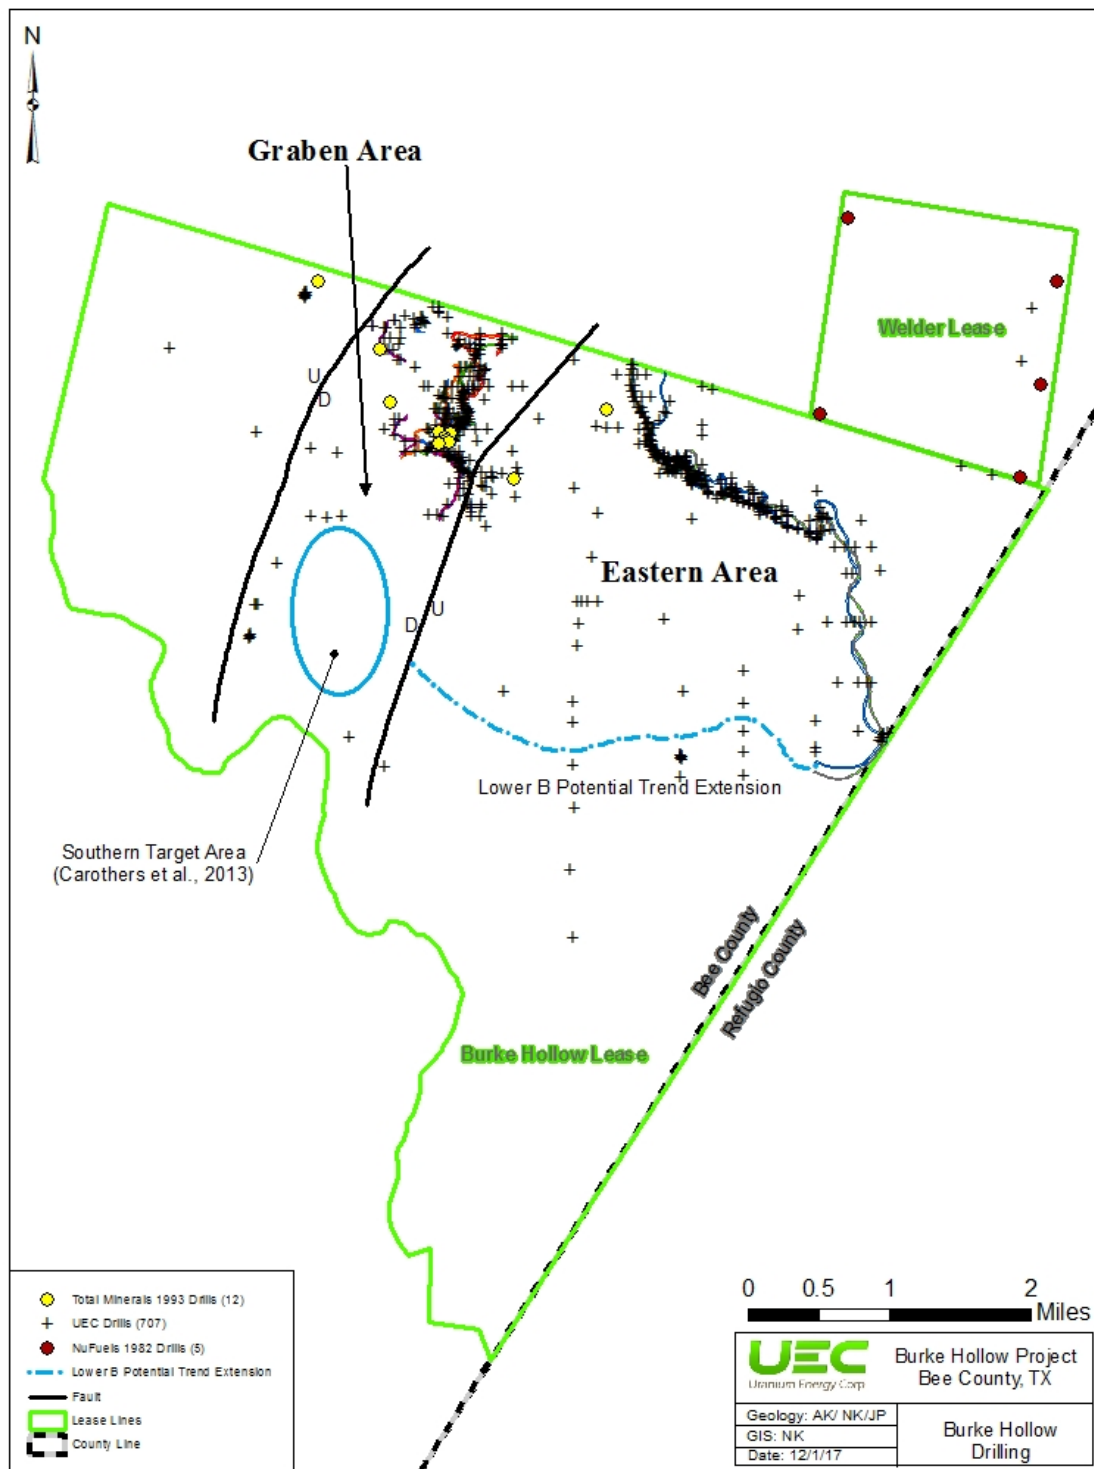 N
Graben Area
Welder Lease
U
D
Eastern Area
U
D
Lower B Potential Trend Extension
Southern Target Area
(Carothers et al., 2013)
Bee County
Refugio County
Burke Hollow Lease
Total Minerals 1993 Drills (12)
UEC Drills (707)
NuFuels 1982 Drills (5)
Lower B Potential Trend Extension
Fault
Lease Lines
County Line
0 0.5 1 2
Miles
UEC
Uranium Energy Corp
Burke Hollow Project
Bee County, TX
Geology: AK/ NK/JP
GIS: NK
Date: 12/1/17
Burke Hollow
Drilling